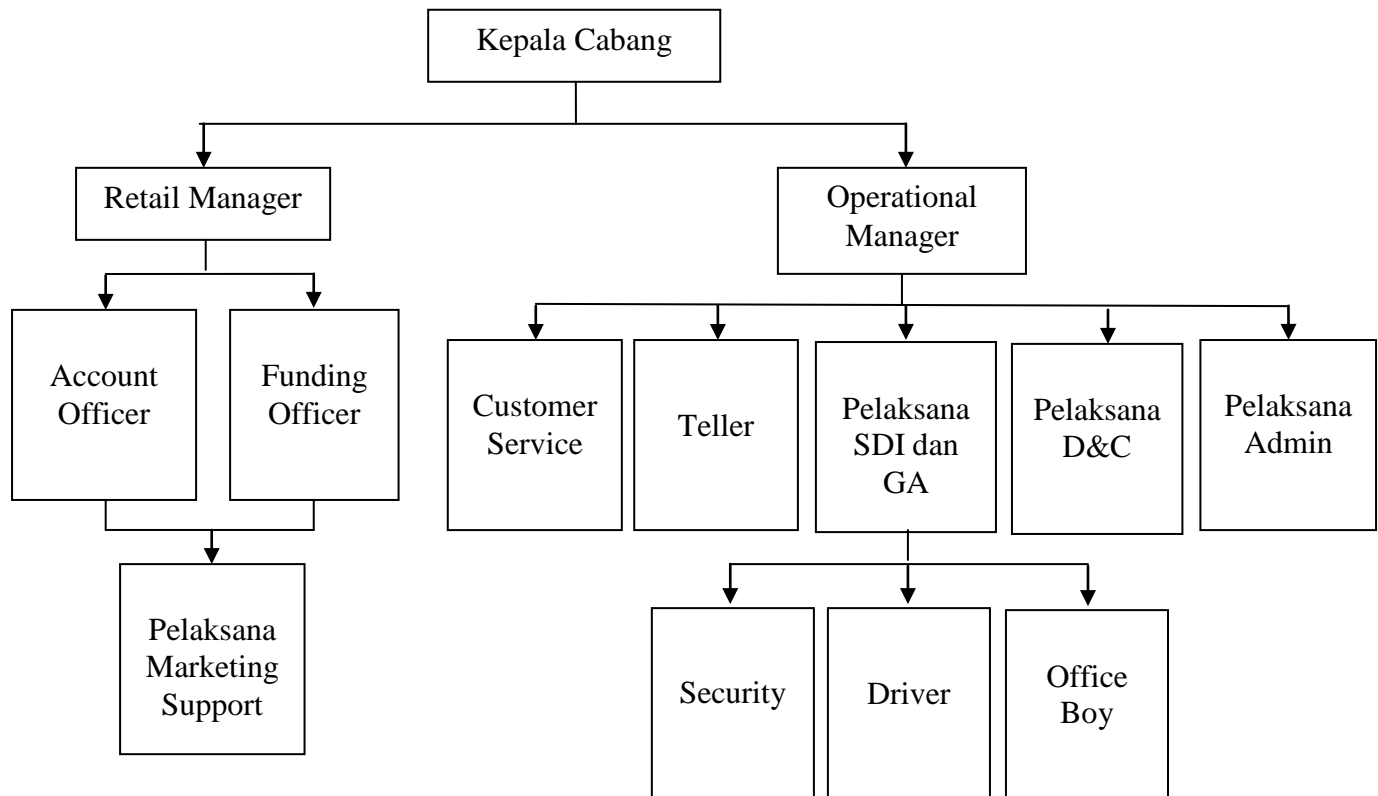 Kepala Cabang
Retail Manager
Operational
Manager
Account
Officer
Funding
Officer
Customer
Service
Teller
Pelaksana
SDI dan
GA
Pelaksana
D&C
Pelaksana
Admin
Pelaksana
Marketing
Support
Security
Driver
Office
Boy